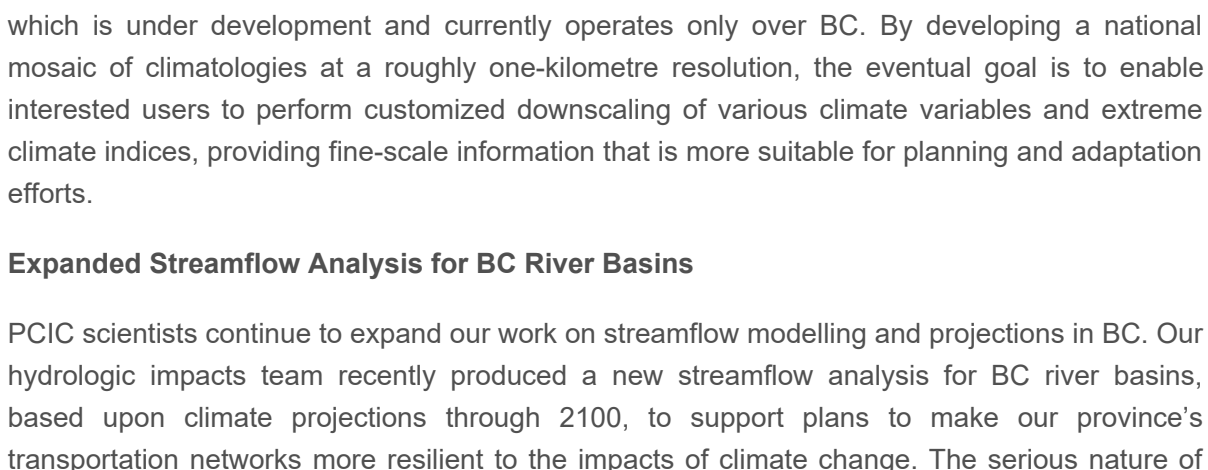 which is under development and currently operates only over BC. By developing a national
mosaic of climatologies at a roughly one-kilometre resolution, the eventual goal is to enable
interested users to perform customized downscaling of various climate variables and extreme
climate indices, providing fine-scale information that is more suitable for planning and adaptation
efforts.
Expanded Streamflow Analysis for BC River Basins
PCIC scientists continue to expand our work on streamflow modelling and projections in BC. Our
hydrologic impacts team recently produced a new streamflow analysis for BC river basins,
based upon climate projections through 2100, to support plans to make our province’s
transportation networks more resilient to the impacts of climate change. The serious nature of